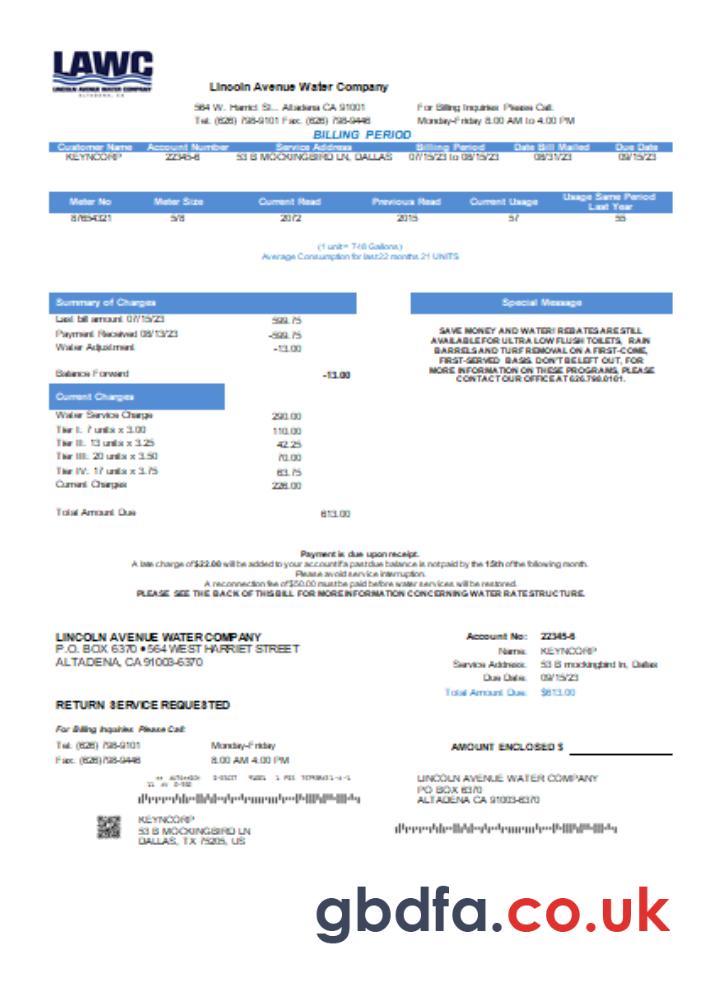 LAWC
LINCOLN AVENUE WATER COMPANY
ALTADENA, CA
Lincoln Avenue Water Company
564 W. Harriet St... Altadena CA 91001
Tel. (626) 798-9101 Fax. (626) 798-9446
For Billing Inquiries Please Call.
Monday-Friday 8.00 AM to 4.00 PM
BILLING PERIOD
Customer Name Account Number Service Address Billing Period Date Bill Mailed Due Date
KEYNCORP 22345-6 53 B MOCKINGBIRD LN, DALLAS 07/15/23 to 08/15/23 08/31/23 09/15/23
Meter No Meter Size Current Read Previous Read Current Usage Usage Same Period Last Year
87654321 5/8 2072 2015 57 55
(1 unit= 748 Gallons)
Average Consumption for last 22 months 21 UNITS
Summary of Charges
Last bill amount 07/15/23 599.75
Payment Received 08/13/23 -599.75
Water Adjustment -13.00
Balance Forward -13.00
Current Charges
Water Service Charge 290.00
Tier I: 7 units x 3.00 110.00
Tier II: 13 units x 3.25 42.25
Tier III: 20 units x 3.50 70.00
Tier IV: 17 units x 3.75 63.75
Current Charges 226.00
Total Amount Due 613.00
Special Message
SAVE MONEY AND WATER! REBATES ARE STILL
AVAILABLE FOR ULTRA LOW FLUSH TOILETS, RAIN
BARRELS AND TURF REMOVAL ON A FIRST-COME,
FIRST-SERVED BASIS. DON'T BE LEFT OUT, FOR
MORE INFORMATION ON THESE PROGRAMS, PLEASE
CONTACT OUR OFFICE AT 626.798.9101.
Payment is due upon receipt.
A late charge of $22.00 will be added to your account if a past due balance is not paid by the 15th of the following month.
Please avoid service interruption.
A reconnection fee of $50.00 must be paid before water services will be restored.
PLEASE SEE THE BACK OF THIS BILL FOR MORE INFORMATION CONCERNING WATER RATE STRUCTURE.
LINCOLN AVENUE WATER COMPANY
P.O. BOX 6370 • 564 WEST HARRIET STREET
ALTADENA, CA 91003-6370
Account No: 22345-6
Name: KEYNCORP
Service Address: 53 B mockingbird ln, Dallas
Due Date: 09/15/23
Total Amount Due: $613.00
RETURN SERVICE REQUESTED
For Billing Inquiries Please Call:
Tel. (626) 798-9101 Monday-Friday
Fax. (626)798-9446 8.00 AM 4.00 PM
AMOUNT ENCLOSED $
LINCOLN AVENUE WATER COMPANY
PO BOX 6370
ALTADENA CA 91003-6370
KEYNCORP
53 B MOCKINGBIRD LN
DALLAS, TX 75205, US
gbdfa.co.uk